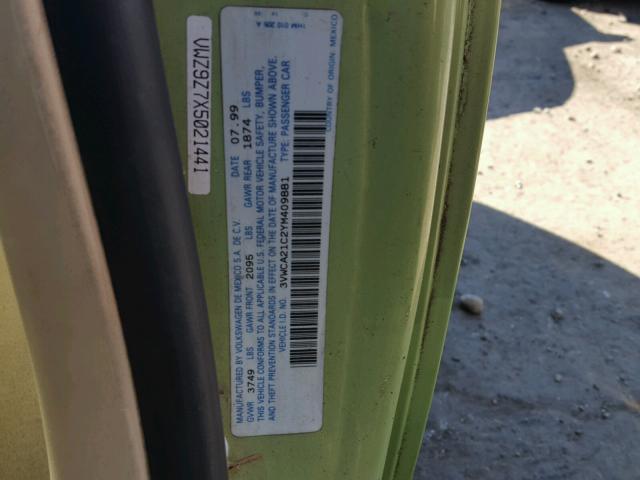 MANUFACTURED BY VOLKSWAGEN DE MEXICO S.A. DE C.V. DATE 07.99
GVWR 3749 LBS GAWR FRONT 2095 LBS GAWR REAR 1874 LBS
THIS VEHICLE CONFORMS TO ALL APPLICABLE U.S. FEDERAL MOTOR VEHICLE SAFETY, BUMPER,
AND THEFT PREVENTION STANDARDS IN EFFECT ON THE DATE OF MANUFACTURE SHOWN ABOVE.
VEHICLE I.D. NO. 3VWCA21C2YM409881 TYPE: PASSENGER CAR
COUNTRY OF ORIGIN: MEXICO
VWZ9Z7X5021441